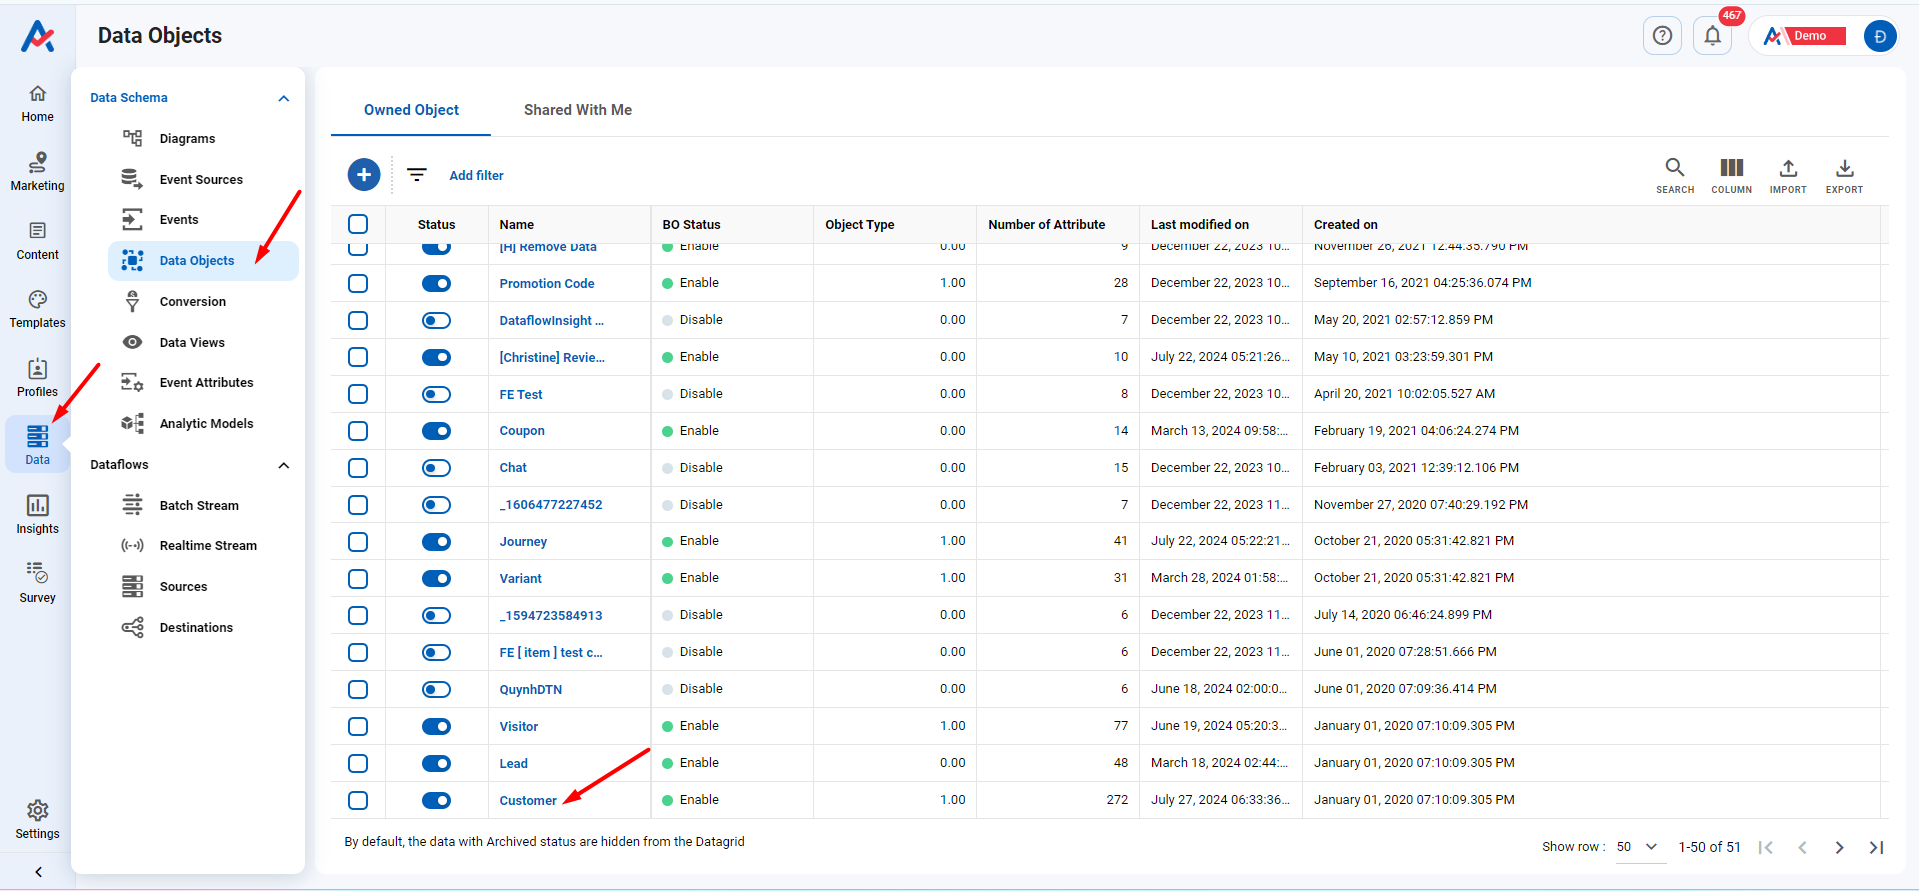 Data Objects
467
Demo
Đ
Home
Marketing
Content
Templates
Profiles
Data
Insights
Survey
Settings
Data Schema
Diagrams
Event Sources
Events
Data Objects
Conversion
Data Views
Event Attributes
Analytic Models
Dataflows
Batch Stream
Realtime Stream
Sources
Destinations
Owned Object Shared With Me
Add filter
SEARCH COLUMN IMPORT EXPORT
Status Name BO Status Object Type Number of Attribute Last modified on Created on
[H] Remove Data Enable 0.00 9 December 22, 2023 10... November 26, 2021 12:44:35.790 PM
Promotion Code Enable 1.00 28 December 22, 2023 10... September 16, 2021 04:25:36.074 PM
DataflowInsight ... Disable 0.00 7 December 22, 2023 10... May 20, 2021 02:57:12.859 PM
[Christine] Revie... Enable 0.00 10 July 22, 2024 05:21:26... May 10, 2021 03:23:59.301 PM
FE Test Disable 0.00 8 December 22, 2023 10... April 20, 2021 10:02:05.527 AM
Coupon Enable 0.00 14 March 13, 2024 09:58:... February 19, 2021 04:06:24.274 PM
Chat Disable 0.00 15 December 22, 2023 10... February 03, 2021 12:39:12.106 PM
_1606477227452 Disable 0.00 7 December 22, 2023 11... November 27, 2020 07:40:29.192 PM
Journey Enable 1.00 41 July 22, 2024 05:22:21... October 21, 2020 05:31:42.821 PM
Variant Enable 1.00 31 March 28, 2024 01:58:... October 21, 2020 05:31:42.821 PM
_1594723584913 Disable 0.00 6 December 22, 2023 11... July 14, 2020 06:46:24.899 PM
FE [ item ] test c... Disable 0.00 6 December 22, 2023 11... June 01, 2020 07:28:51.666 PM
QuynhDTN Disable 0.00 6 June 18, 2024 02:00:0... June 01, 2020 07:09:36.414 PM
Visitor Enable 1.00 77 June 19, 2024 05:20:3... January 01, 2020 07:10:09.305 PM
Lead Enable 0.00 48 March 18, 2024 02:44:... January 01, 2020 07:10:09.305 PM
Customer Enable 1.00 272 July 27, 2024 06:33:36... January 01, 2020 07:10:09.305 PM
By default, the data with Archived status are hidden from the Datagrid
Show row : 50 1-50 of 51